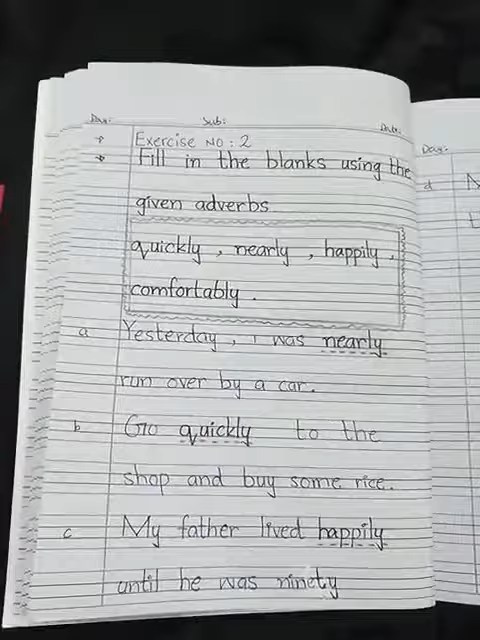 Day: Sub: Date:
Exercise NO : 2
Fill in the blanks using the
given adverbs
quickly , nearly , happily ,
comfortably .
a Yesterday , i was nearly
run over by a car.
b Go quickly to the
shop and buy some rice.
c My father lived happily
until he was ninety
Day:
d